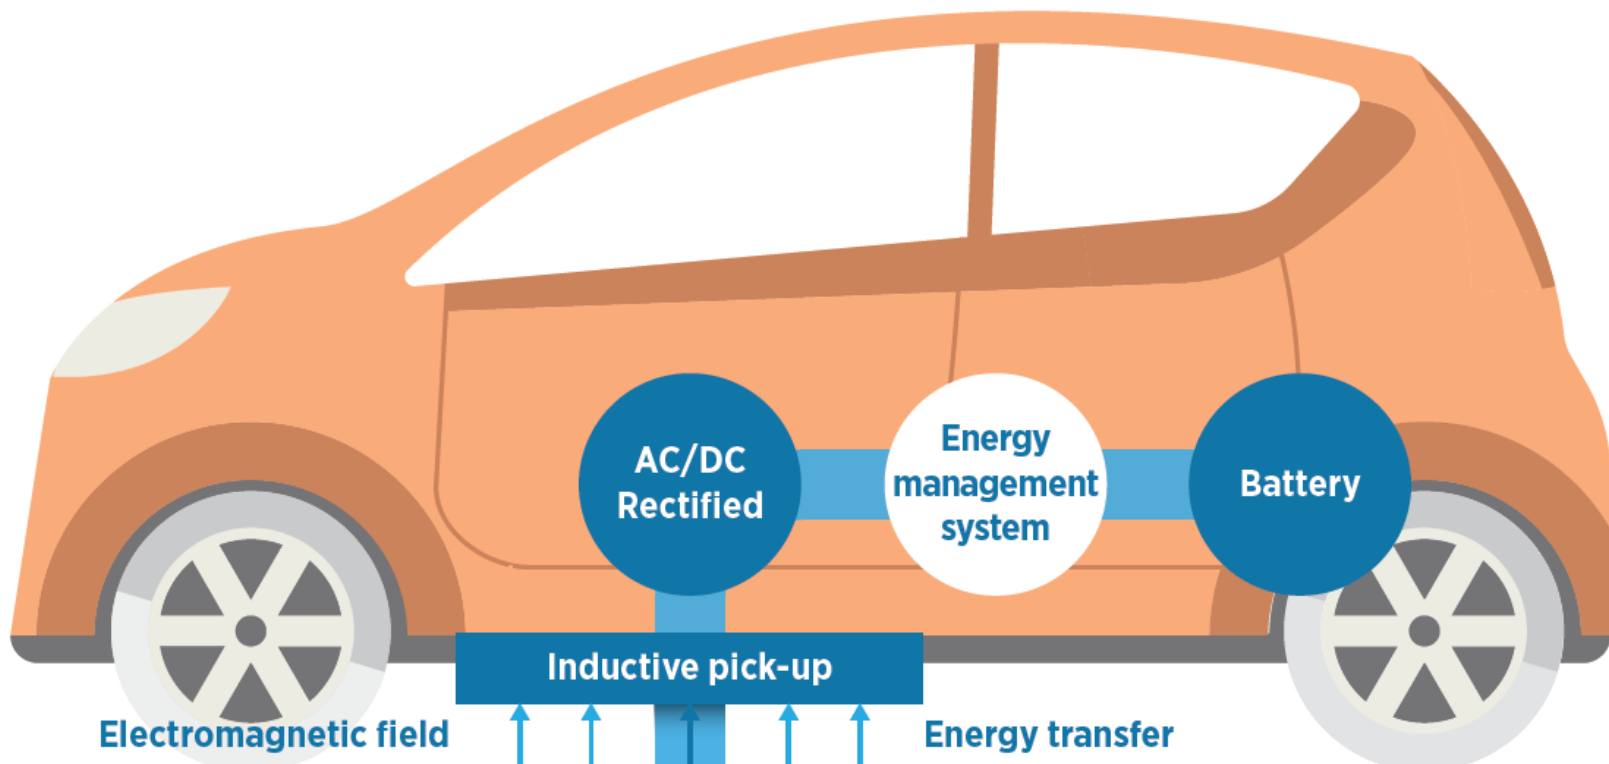 AC/DC
Rectified
Energy
management
system
Battery
Inductive pick-up
Electromagnetic field
Energy transfer